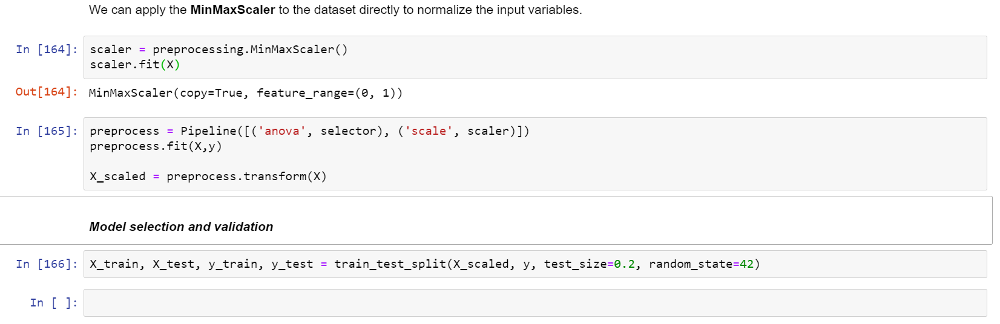 We can apply the MinMaxScaler to the dataset directly to normalize the input variables.
In [164]: scaler = preprocessing.MinMaxScaler()
scaler.fit(X)
Out[164]: MinMaxScaler(copy=True, feature_range=(0, 1))
In [165]: preprocess = Pipeline([('anova', selector), ('scale', scaler)])
preprocess.fit(X,y)
X_scaled = preprocess.transform(X)
Model selection and validation
In [166]: X_train, X_test, y_train, y_test = train_test_split(X_scaled, y, test_size=0.2, random_state=42)
In [ ]: